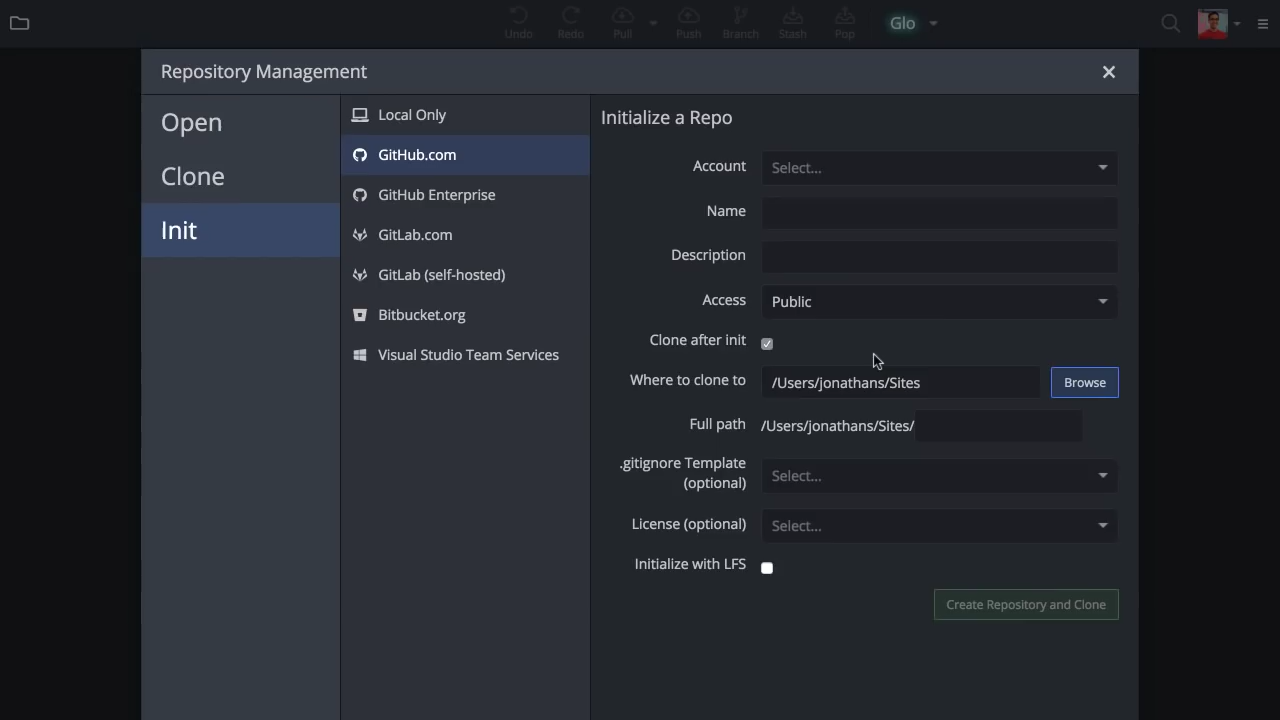 Undo
Redo
Pull
Push
Branch
Stash
Pop
Glo
Repository Management
Open
Clone
Init
Local Only
GitHub.com
GitHub Enterprise
GitLab.com
GitLab (self-hosted)
Bitbucket.org
Visual Studio Team Services
Initialize a Repo
Account
Select...
Name
Description
Access
Public
Clone after init
Where to clone to
/Users/jonathans/Sites
Browse
Full path
/Users/jonathans/Sites/
.gitignore Template
(optional)
Select...
License (optional)
Select...
Initialize with LFS
Create Repository and Clone